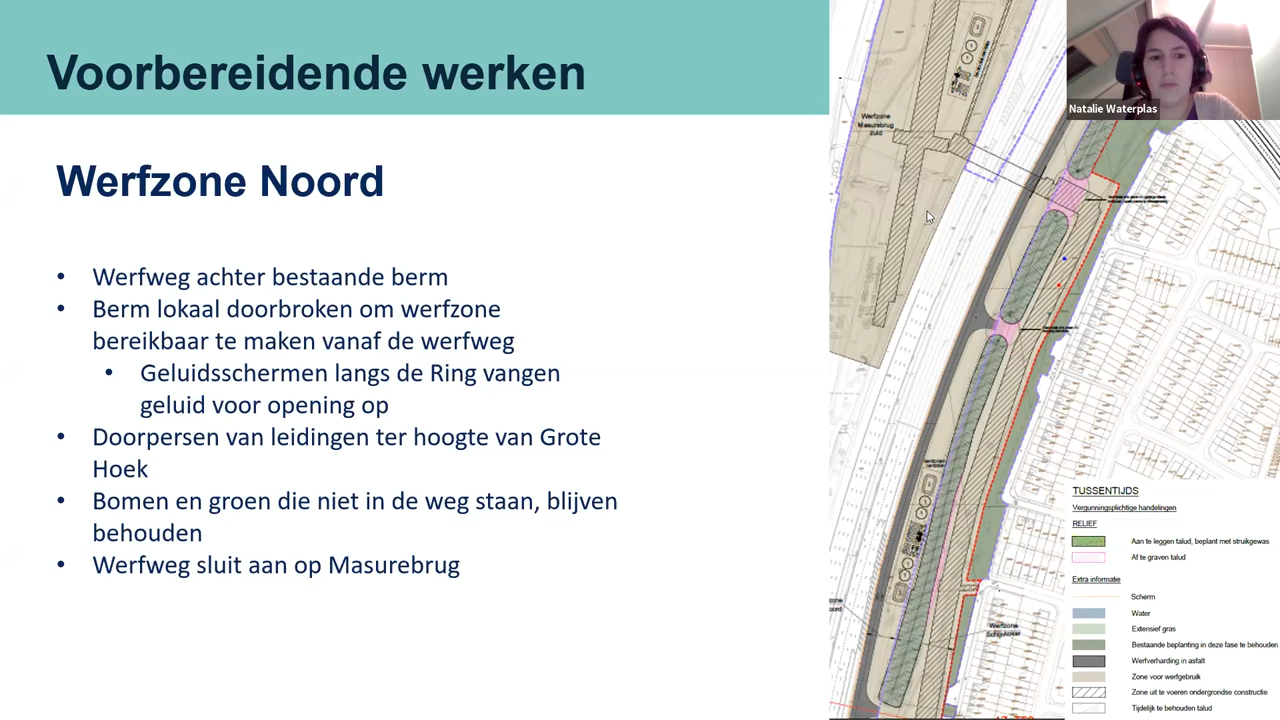 Voorbereidende werken
Natalie Waterplas
Werfzone Noord
• Werfweg achter bestaande berm
• Berm lokaal doorbroken om werfzone
bereikbaar te maken vanaf de werfweg
• Geluidsschermen langs de Ring vangen
geluid voor opening op
• Doorpersen van leidingen ter hoogte van Grote
Hoek
• Bomen en groen die niet in de weg staan, blijven
behouden
• Werfweg sluit aan op Masurebrug
Werfzone
Masurebrug
zuid
Werfzone
TUSSENTIJDS
Vergunningsplichtige handelingen
RELIEF
Aan te leggen talud, beplant met struikgewas
Af te graven talud
Extra informatie
Scherm
Water
Extensief gras
Bestaande beplanting in deze fase te behouden
Werfverharding in asfalt
Zone voor werfgebruik
Zone uit te voeren ondergrondse constructie
Tijdelijk te behouden talud